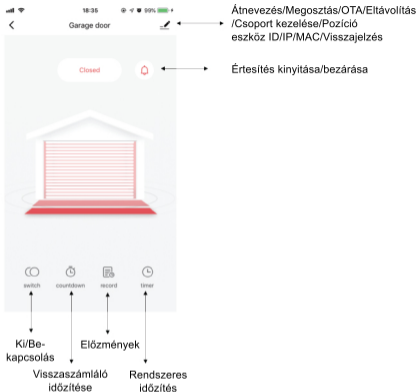 18:35
99%
Garage door
Átnevezés/Megosztás/OTA/Eltávolítás
/Csoport kezelése/Pozíció
eszköz ID/IP/MAC/Visszajelzés
Closed
Értesítés kinyitása/bezárása
switch
countdown
record
timer
Ki/Be-
kapcsolás
Előzmények
Visszaszámláló
időzítése
Rendszeres
időzítés